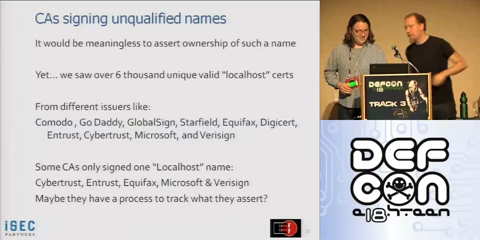 CAs signing unqualified names
It would be meaningless to assert ownership of such a name
Yet... we saw over 6 thousand unique valid "localhost" certs
From different issuers like:
Comodo, Go Daddy, GlobalSign, Starfield, Equifax, Digicert,
Entrust, Cybertrust, Microsoft, and Verisign
Some CAs only signed one "Localhost" name:
Cybertrust, Entrust, Equifax, Microsoft & Verisign
Maybe they have a process to track what they assert?
iSEC
PARTNERS
DEFCON
18
TRACK 3
DEF
CON
e18hteen